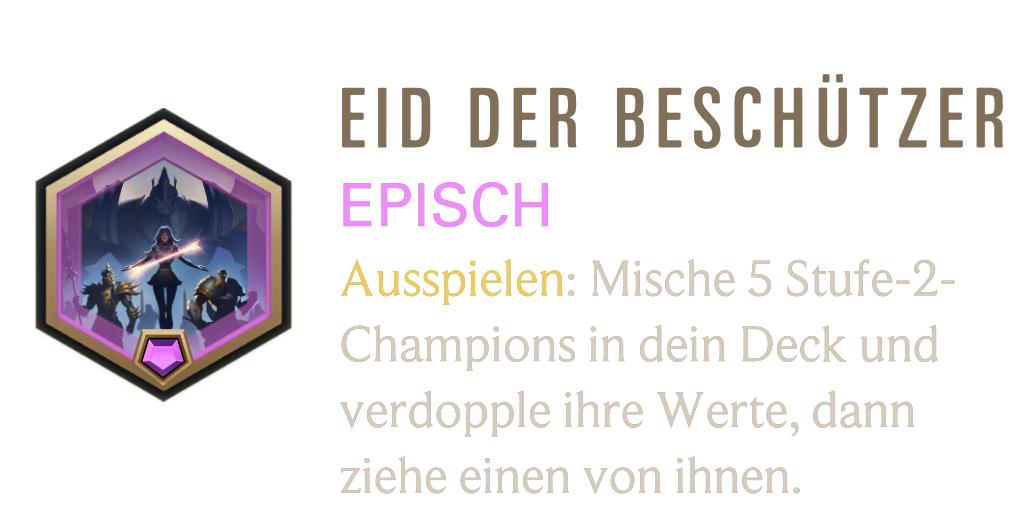 EID DER BESCHÜTZER
EPISCH
Ausspielen: Mische 5 Stufe-2-
Champions in dein Deck und
verdopple ihre Werte, dann
ziehe einen von ihnen.